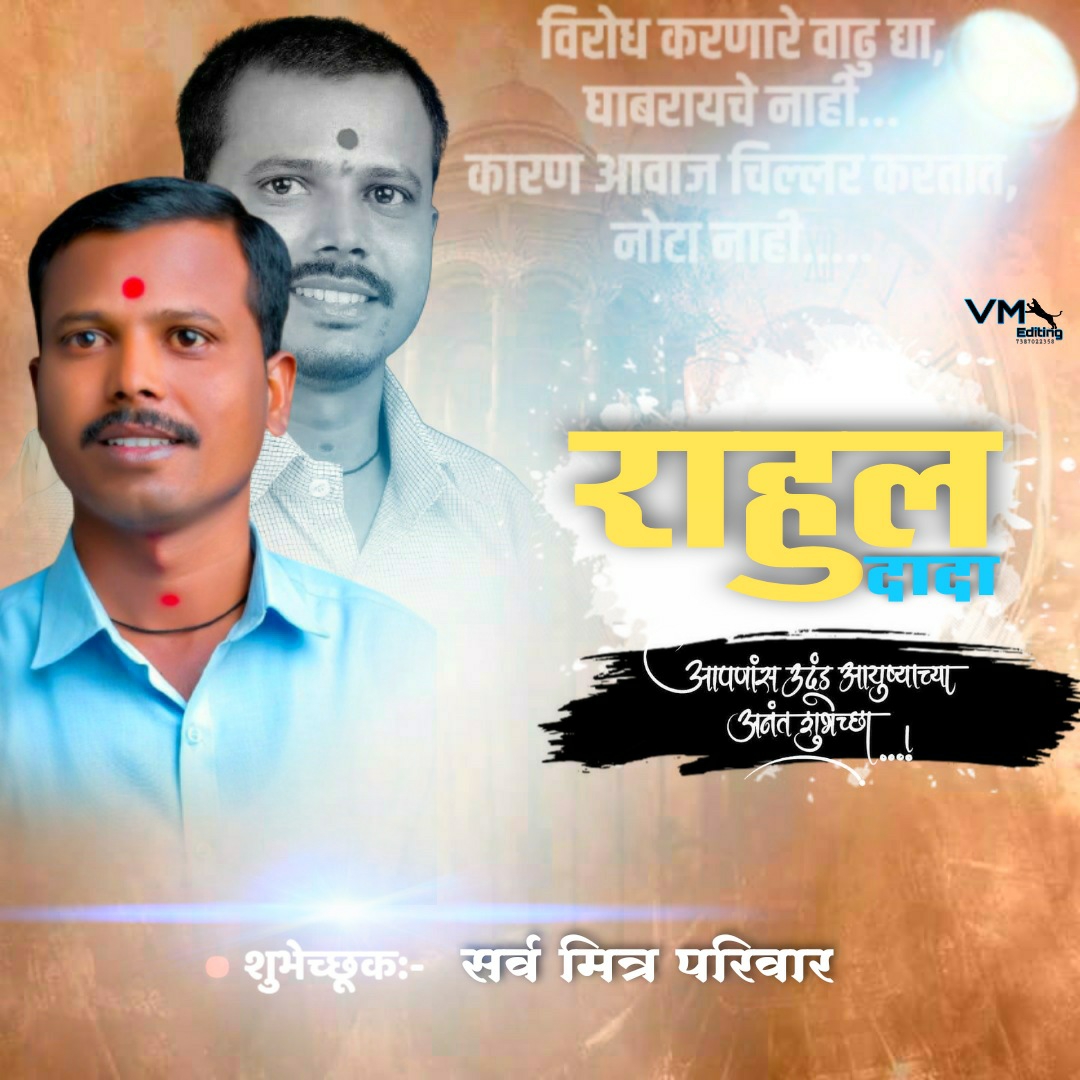 विरोध करणारे वाढु द्या,
घाबरायचे नाही...
कारण आवाज चिल्लर करतात,
नोटा नाही.....
VM
Editing
7387022358
राहुल
दादा
आपणांस उदंड आयुष्याच्या
अनंत शुभेच्छा ....!
शुभेच्छूक:- सर्व मित्र परिवार